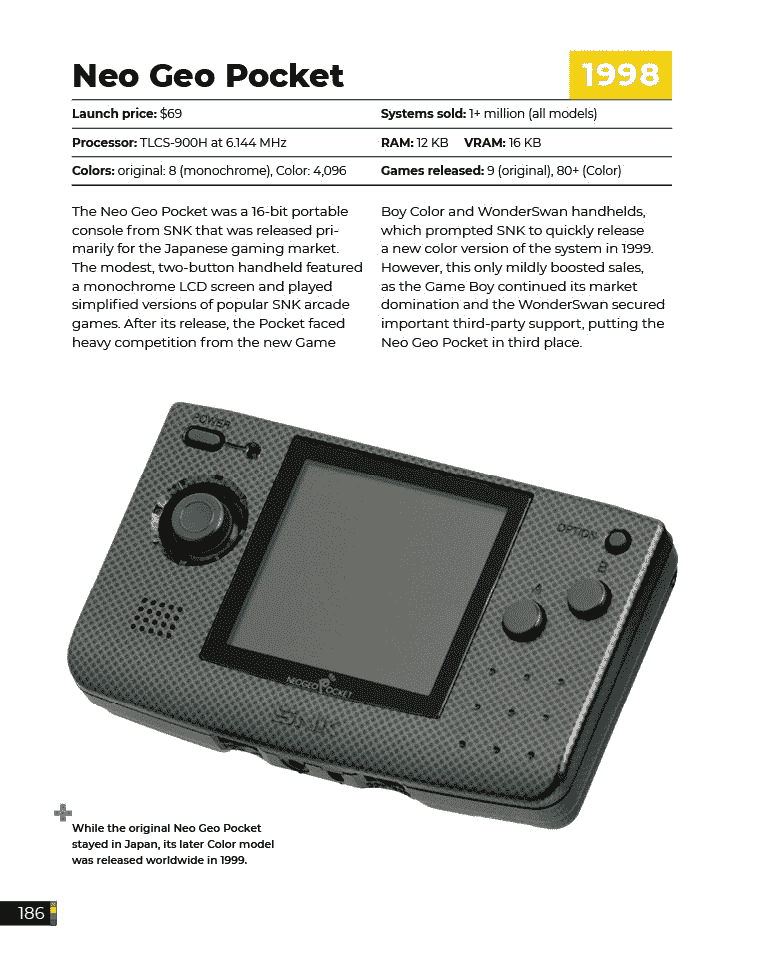 Neo Geo Pocket
1998
Launch price: $69
Systems sold: 1+ million (all models)
Processor: TLCS-900H at 6.144 MHz
RAM: 12 KB VRAM: 16 KB
Colors: original: 8 (monochrome), Color: 4,096
Games released: 9 (original), 80+ (Color)
The Neo Geo Pocket was a 16-bit portable
console from SNK that was released pri-
marily for the Japanese gaming market.
The modest, two-button handheld featured
a monochrome LCD screen and played
simplified versions of popular SNK arcade
games. After its release, the Pocket faced
heavy competition from the new Game
Boy Color and WonderSwan handhelds,
which prompted SNK to quickly release
a new color version of the system in 1999.
However, this only mildly boosted sales,
as the Game Boy continued its market
domination and the WonderSwan secured
important third-party support, putting the
Neo Geo Pocket in third place.
POWER
OPTION
B
A
NEOGEO POCKET
SNK
While the original Neo Geo Pocket
stayed in Japan, its later Color model
was released worldwide in 1999.
186